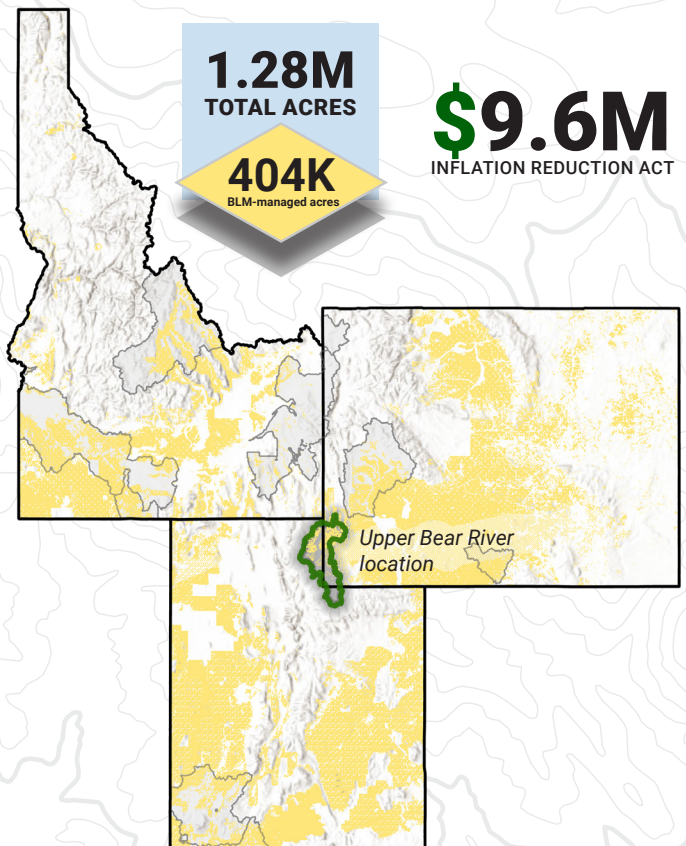 1.28M
TOTAL ACRES
404K
BLM-managed acres
$9.6M
INFLATION REDUCTION ACT
Upper Bear River
location